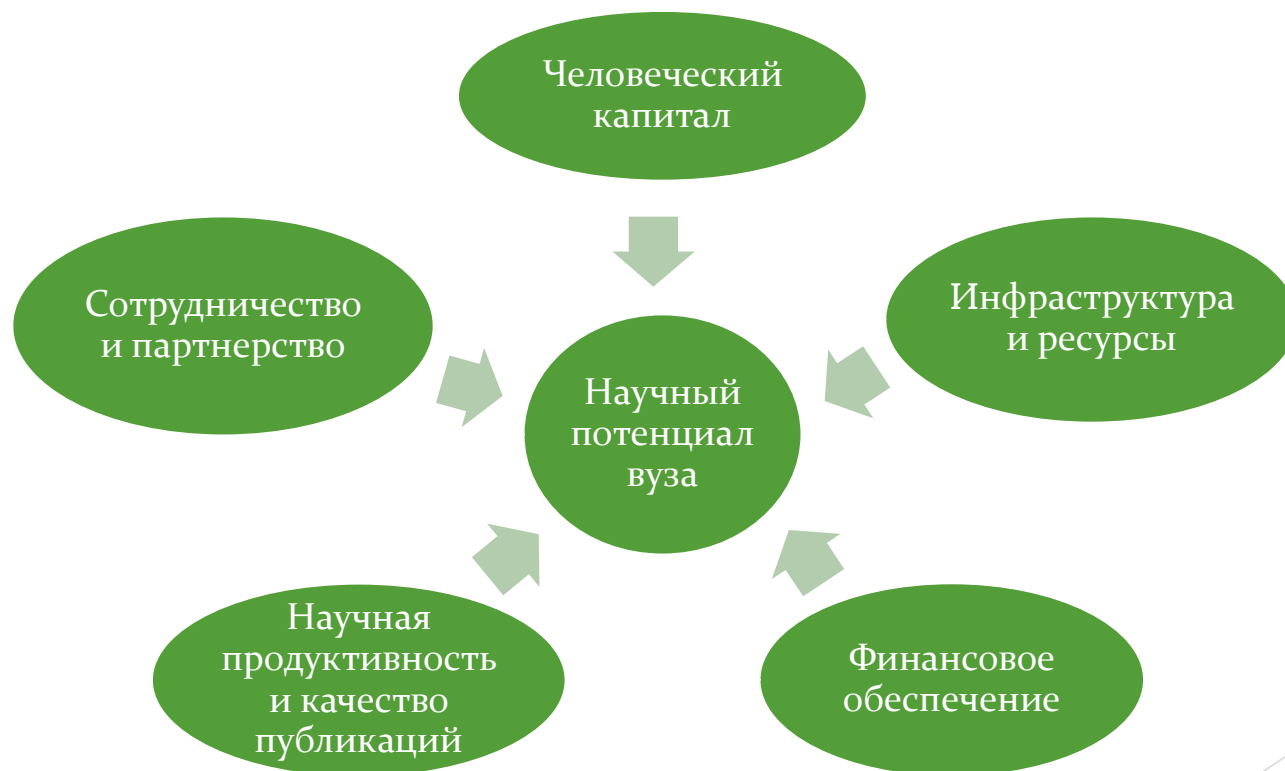 Человеческий
капитал
Сотрудничество
и партнерство
Инфраструктура
и ресурсы
Научный
потенциал
вуза
Научная
продуктивность
и качество
публикаций
Финансовое
обеспечение